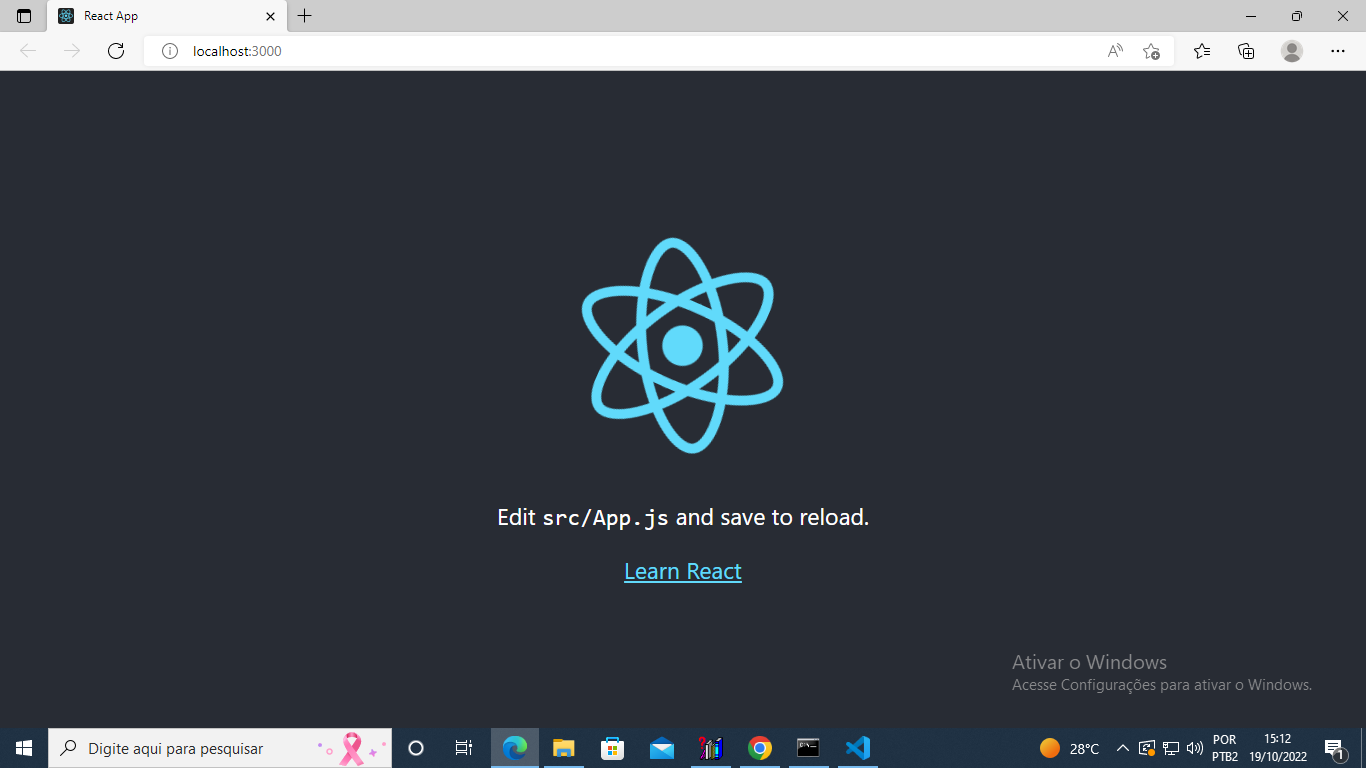 React App
localhost:3000
Edit src/App.js and save to reload.
Learn React
Ativar o Windows
Acesse Configurações para ativar o Windows.
Digite aqui para pesquisar
28°C
POR
PTB2
15:12
19/10/2022
1